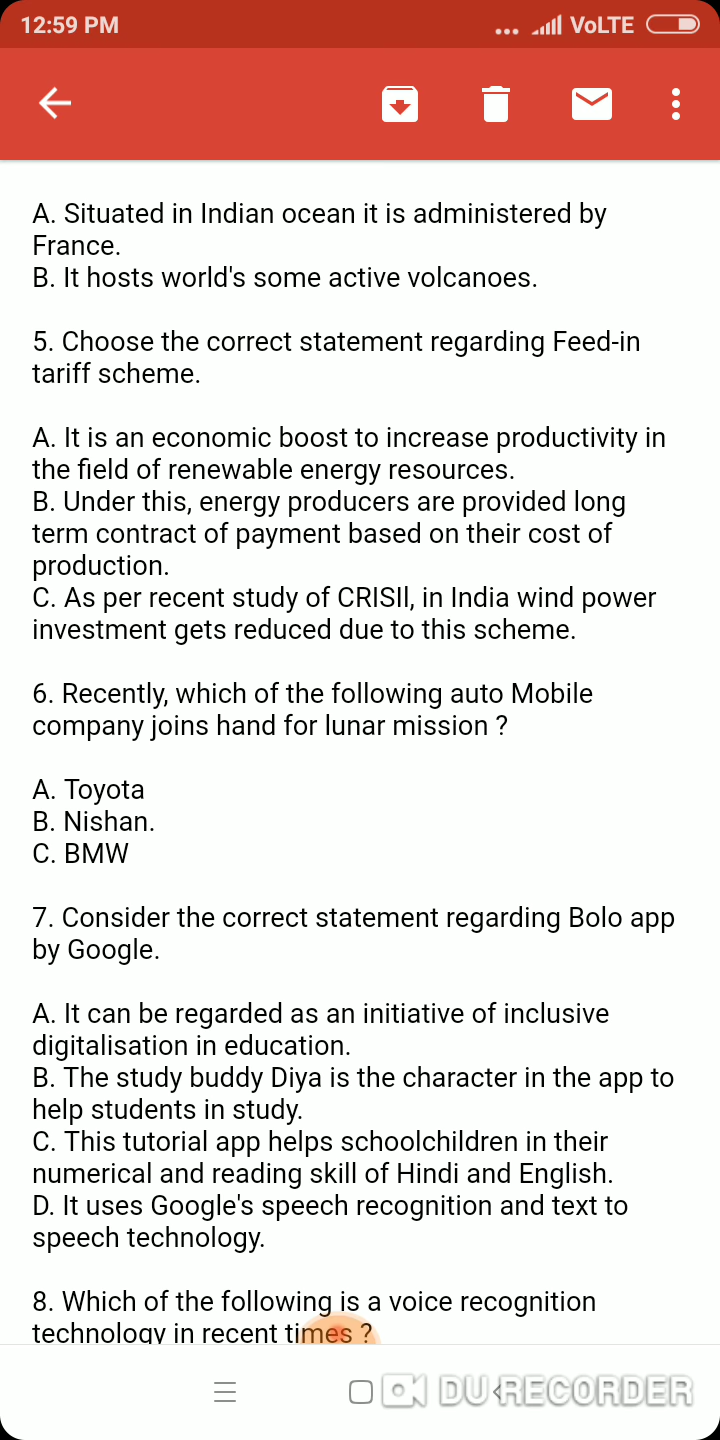 12:59 PM
VoLTE
A. Situated in Indian ocean it is administered by
France.
B. It hosts world's some active volcanoes.
5. Choose the correct statement regarding Feed-in
tariff scheme.
A. It is an economic boost to increase productivity in
the field of renewable energy resources.
B. Under this, energy producers are provided long
term contract of payment based on their cost of
production.
C. As per recent study of CRISIl, in India wind power
investment gets reduced due to this scheme.
6. Recently, which of the following auto Mobile
company joins hand for lunar mission ?
A. Toyota
B. Nishan.
C. BMW
7. Consider the correct statement regarding Bolo app
by Google.
A. It can be regarded as an initiative of inclusive
digitalisation in education.
B. The study buddy Diya is the character in the app to
help students in study.
C. This tutorial app helps schoolchildren in their
numerical and reading skill of Hindi and English.
D. It uses Google's speech recognition and text to
speech technology.
8. Which of the following is a voice recognition
technology in recent times ?
DU RECORDER